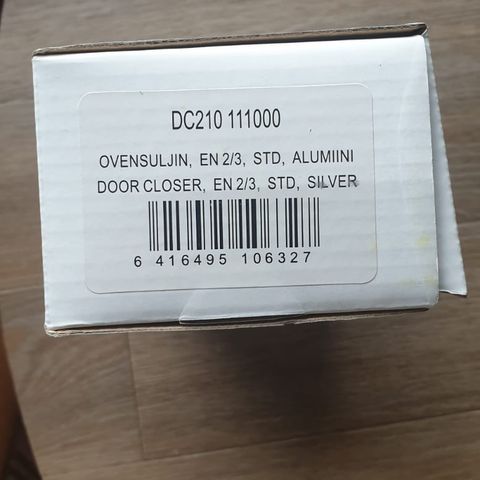 DC210 111000
OVENSULJIN, EN 2/3, STD, ALUMIINI
DOOR CLOSER, EN 2/3, STD, SILVER
6 416495 106327